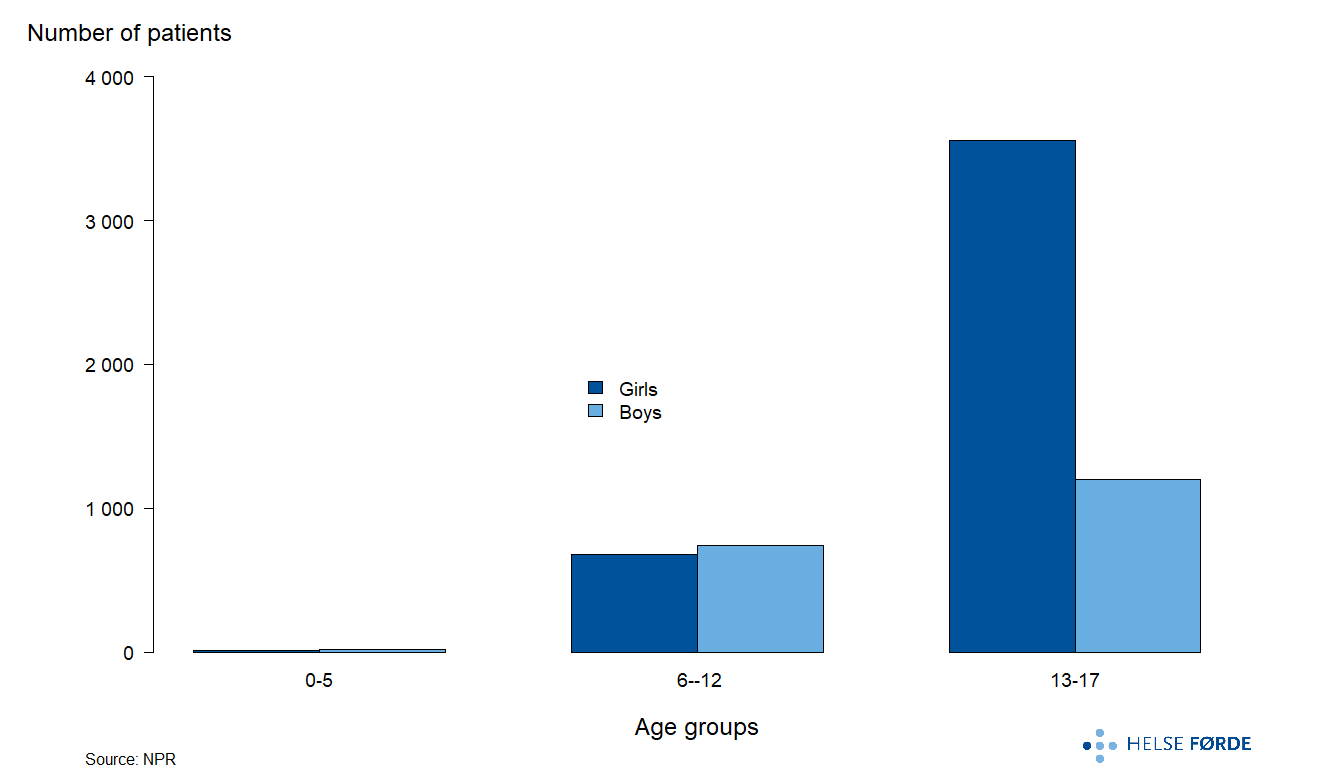 Number of patients
4 000
3 000
2 000
1 000
0
Girls
Boys
0-5
6--12
13-17
Age groups
Source: NPR
HELSE FØRDE